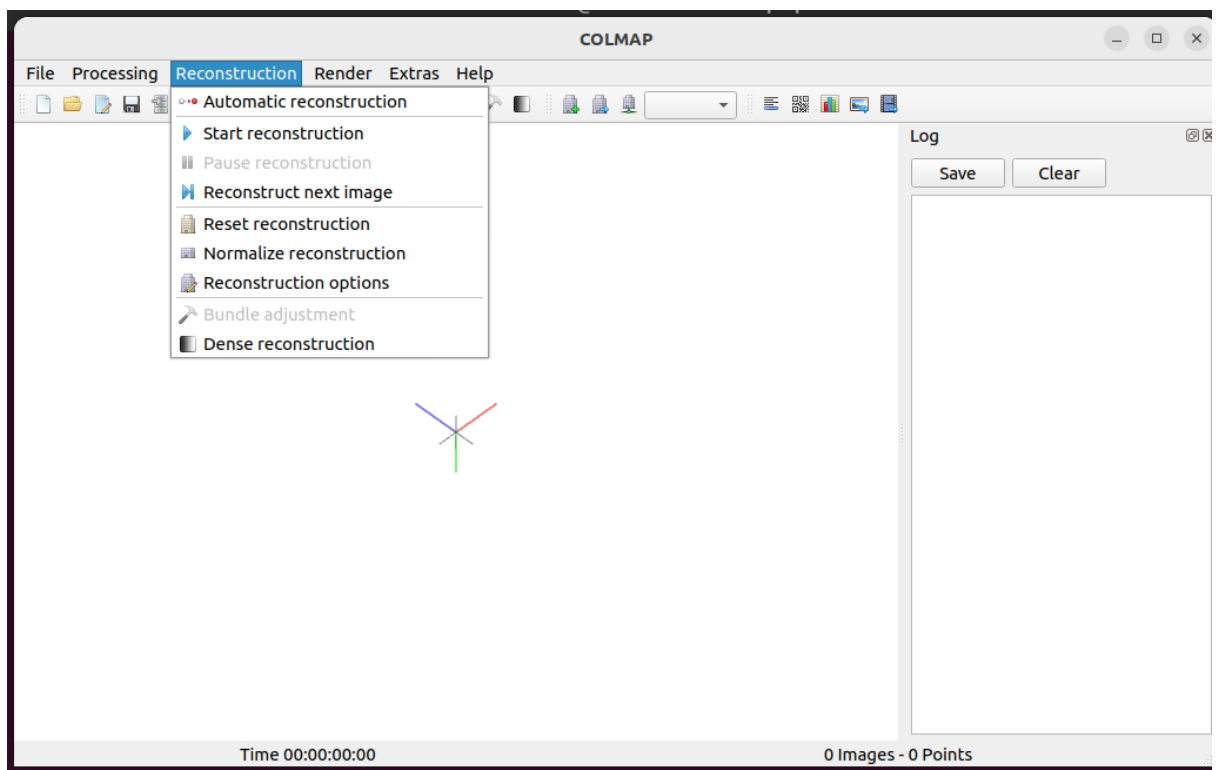 COLMAP
File Processing Reconstruction Render Extras Help
Automatic reconstruction
Start reconstruction
Pause reconstruction
Reconstruct next image
Reset reconstruction
Normalize reconstruction
Reconstruction options
Bundle adjustment
Dense reconstruction
Log
Save Clear
Time 00:00:00:00 0 Images - 0 Points